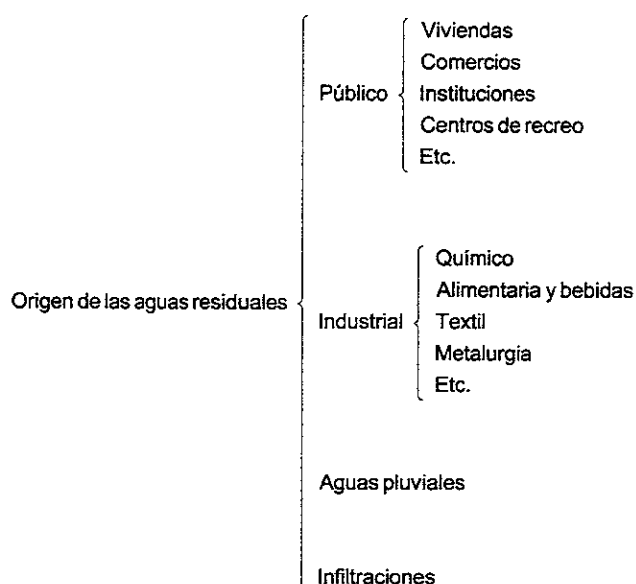 Origen de las aguas residuales
Público
Viviendas
Comercios
Instituciones
Centros de recreo
Etc.
Industrial
Químico
Alimentaria y bebidas
Textil
Metalurgia
Etc.
Aguas pluviales
Infiltraciones